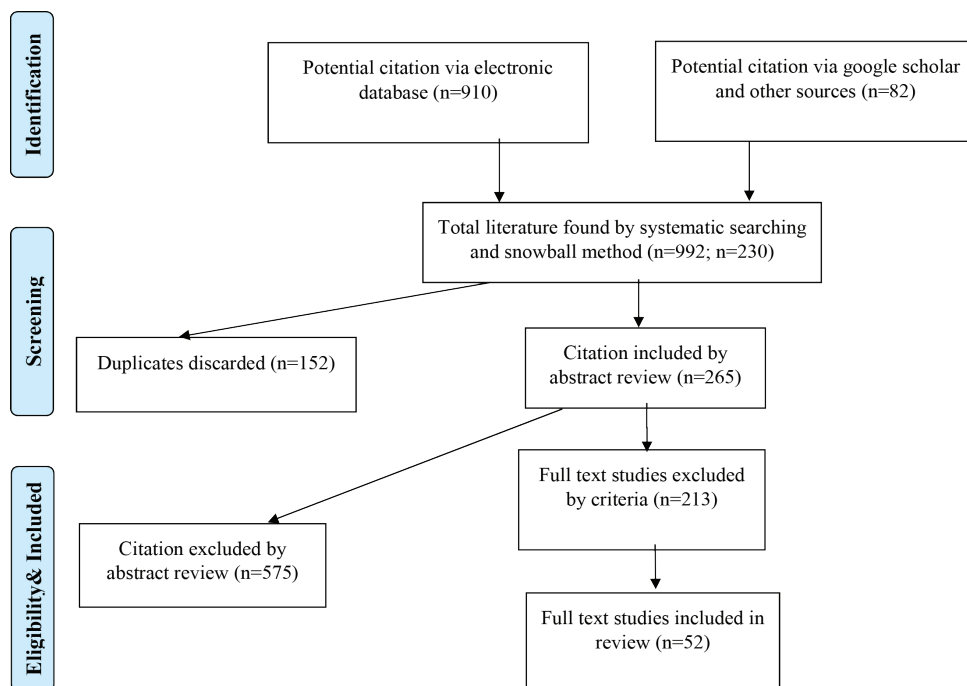 Identification
Potential citation via electronic
database (n=910)
Potential citation via google scholar
and other sources (n=82)
Total literature found by systematic searching
and snowball method (n=992; n=230)
Screening
Duplicates discarded (n=152)
Citation included by
abstract review (n=265)
Full text studies excluded
by criteria (n=213)
Eligibility& Included
Citation excluded by
abstract review (n=575)
Full text studies included in
review (n=52)